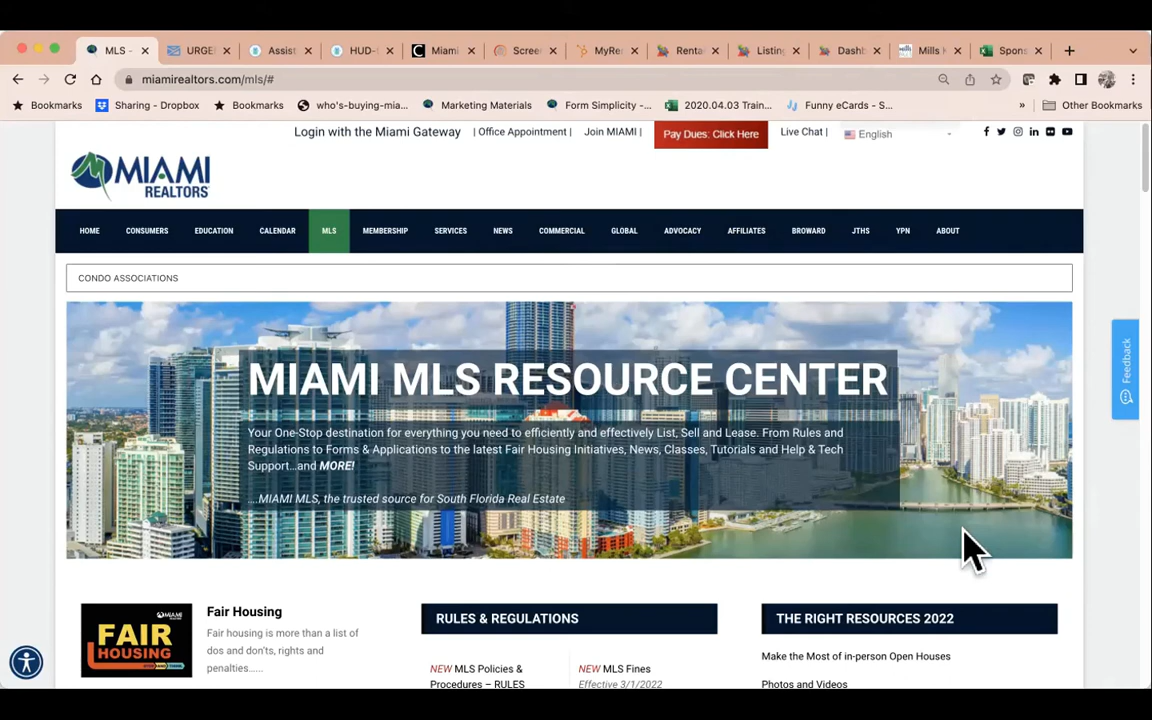 MLS -
URGE
Assist
HUD-
Miami
Scree
MyRe
Renta
Listing
Dashb
Mills
Spons
miamirealtors.com/mls/#
Bookmarks
Sharing - Dropbox
Bookmarks
who's-buying-mia...
Marketing Materials
Form Simplicity -...
2020.04.03 Train...
Funny eCards - S...
»
Other Bookmarks
Login with the Miami Gateway
| Office Appointment |
Join MIAMI |
Pay Dues: Click Here
Live Chat |
English
MIAMI
REALTORS
HOME
CONSUMERS
EDUCATION
CALENDAR
MLS
MEMBERSHIP
SERVICES
NEWS
COMMERCIAL
GLOBAL
ADVOCACY
AFFILIATES
BROWARD
JTHS
YPN
ABOUT
CONDO ASSOCIATIONS
MIAMI MLS RESOURCE CENTER
Your One-Stop destination for everything you need to efficiently and effectively List, Sell and Lease. From Rules and
Regulations to Forms & Applications to the latest Fair Housing Initiatives, News, Classes, Tutorials and Help & Tech
Support...and MORE!
....MIAMI MLS, the trusted source for South Florida Real Estate
Feedback
MIAMI
FAIR
HOUSING
Fair Housing
Fair housing is more than a list of
dos and don'ts, rights and
penalties......
RULES & REGULATIONS
NEW MLS Policies &
Procedures – RULES
NEW MLS Fines
Effective 3/1/2022
THE RIGHT RESOURCES 2022
Make the Most of in-person Open Houses
Photos and Videos